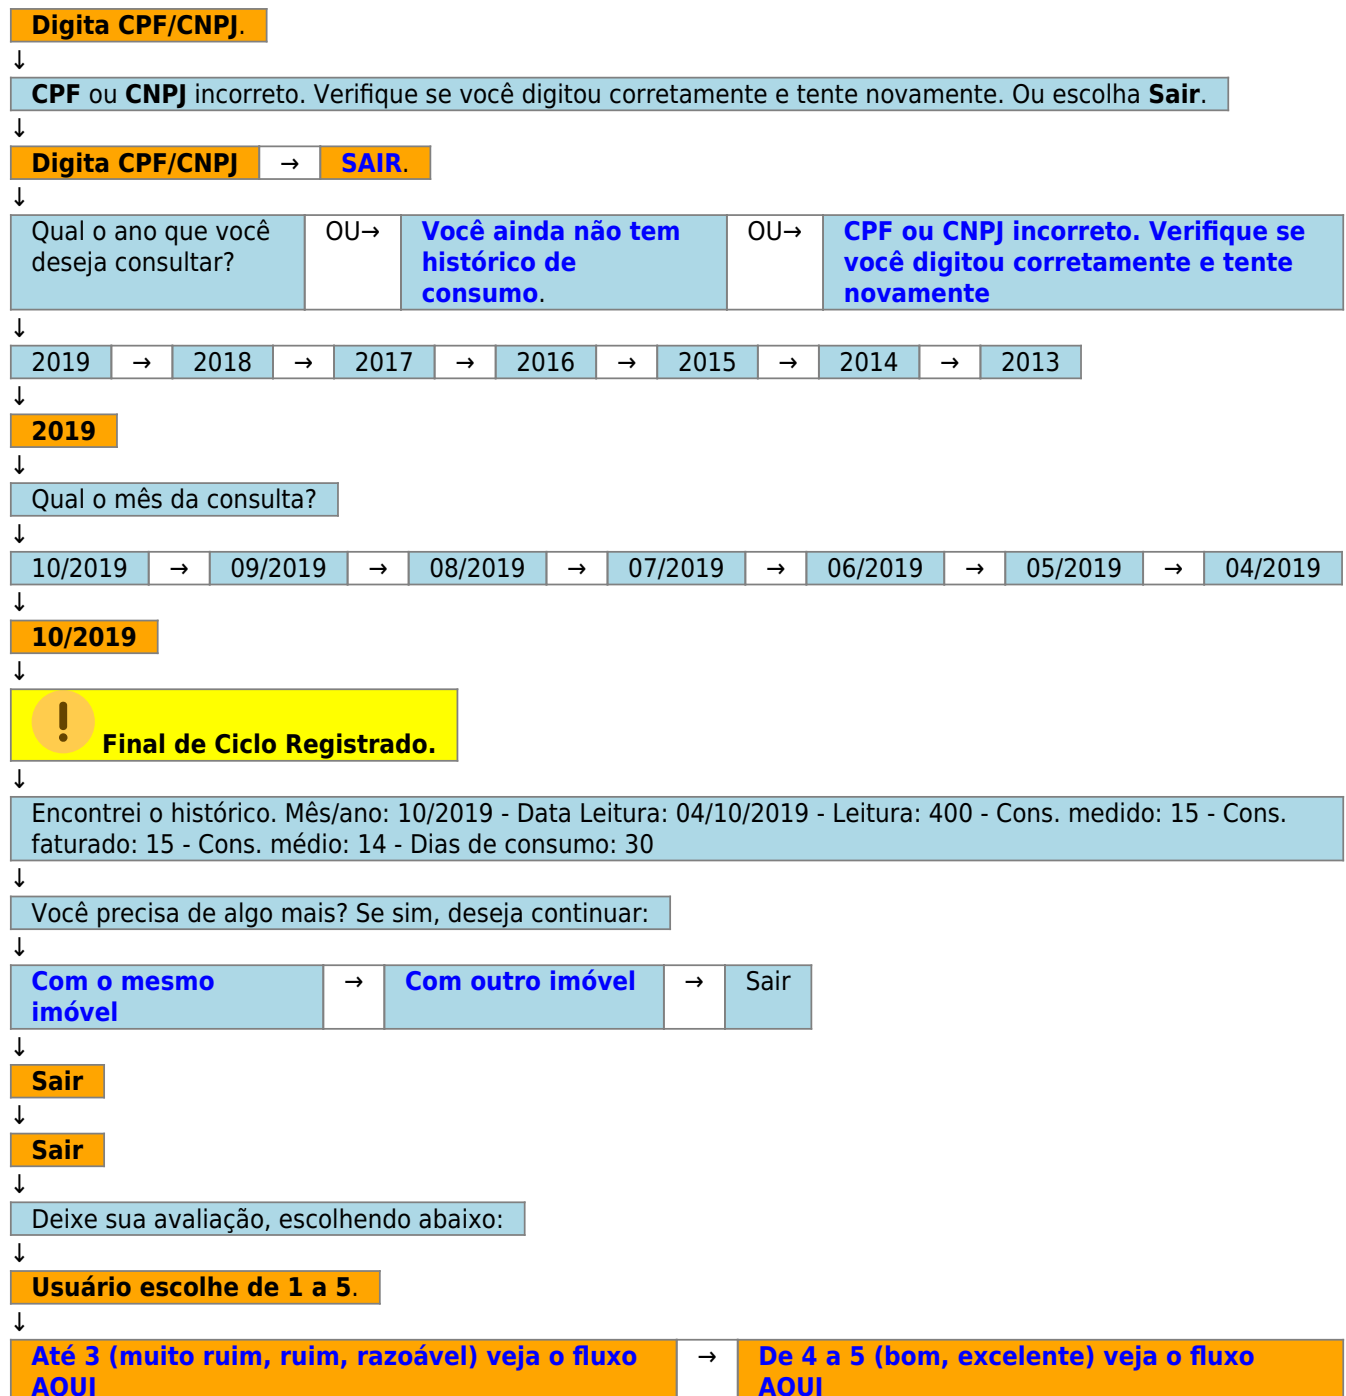 Digita CPF/CNPJ.
↓
CPF ou CNPJ incorreto. Verifique se você digitou corretamente e tente novamente. Ou escolha Sair.
↓
Digita CPF/CNPJ → SAIR.
↓
Qual o ano que você deseja consultar? OU→ Você ainda não tem histórico de consumo. OU→ CPF ou CNPJ incorreto. Verifique se você digitou corretamente e tente novamente
↓
2019 → 2018 → 2017 → 2016 → 2015 → 2014 → 2013
↓
2019
↓
Qual o mês da consulta?
↓
10/2019 → 09/2019 → 08/2019 → 07/2019 → 06/2019 → 05/2019 → 04/2019
↓
10/2019
↓
Final de Ciclo Registrado.
↓
Encontrei o histórico. Mês/ano: 10/2019 - Data Leitura: 04/10/2019 - Leitura: 400 - Cons. medido: 15 - Cons.
faturado: 15 - Cons. médio: 14 - Dias de consumo: 30
↓
Você precisa de algo mais? Se sim, deseja continuar:
↓
Com o mesmo imóvel → Com outro imóvel → Sair
↓
Sair
↓
Sair
↓
Deixe sua avaliação, escolhendo abaixo:
↓
Usuário escolhe de 1 a 5.
↓
Até 3 (muito ruim, ruim, razoável) veja o fluxo AQUI → De 4 a 5 (bom, excelente) veja o fluxo AQUI